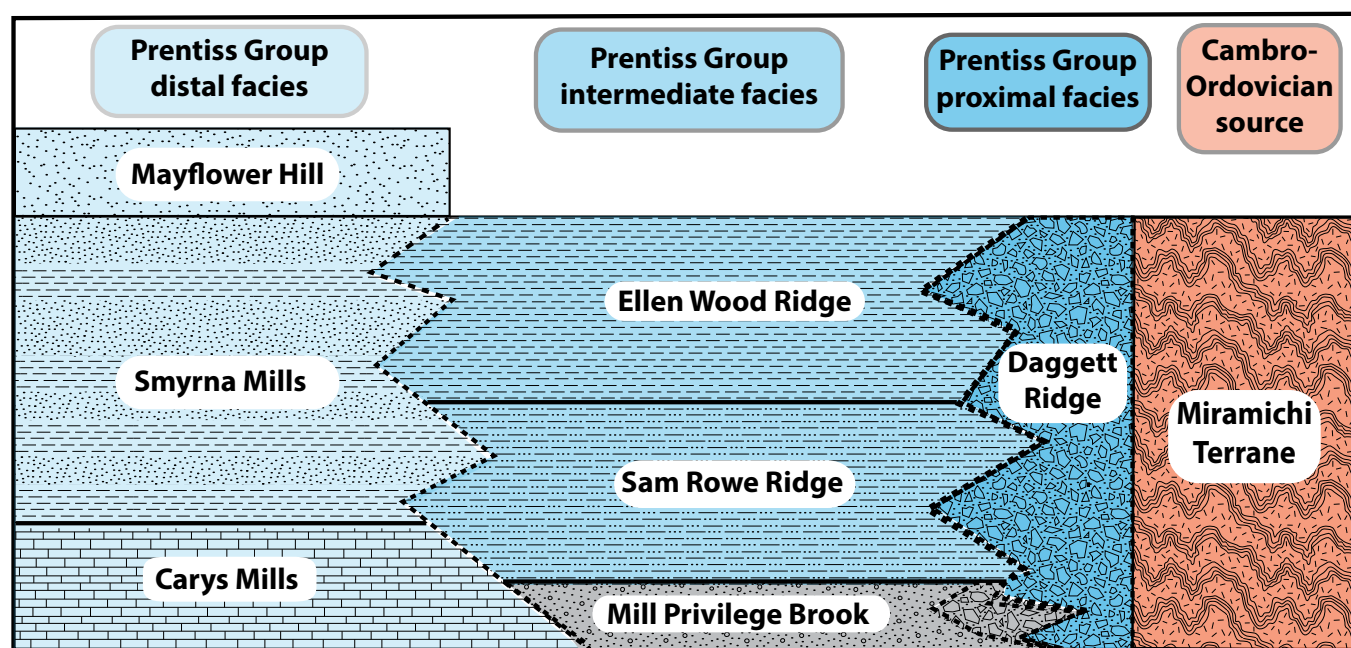 Prentiss Group
distal facies
Prentiss Group
intermediate facies
Prentiss Group
proximal facies
Cambro-
Ordovician
source
Mayflower Hill
Smyrna Mills
Carys Mills
Ellen Wood Ridge
Sam Rowe Ridge
Mill Privilege Brook
Daggett
Ridge
Miramichi
Terrane